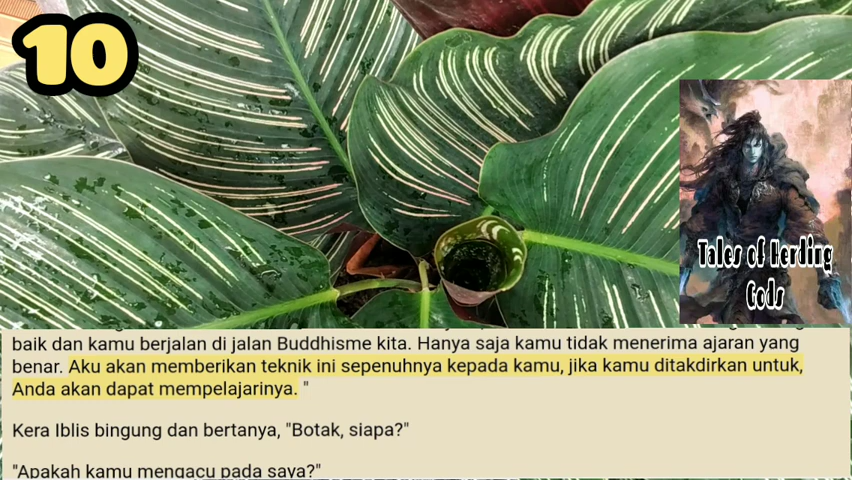 10
Tales of Herding
Gods
baik dan kamu berjalan di jalan Buddhisme kita. Hanya saja kamu tidak menerima ajaran yang
benar. Aku akan memberikan teknik ini sepenuhnya kepada kamu, jika kamu ditakdirkan untuk,
Anda akan dapat mempelajarinya. "
Kera Iblis bingung dan bertanya, "Botak, siapa?"
"Apakah kamu mengacu pada saya?"